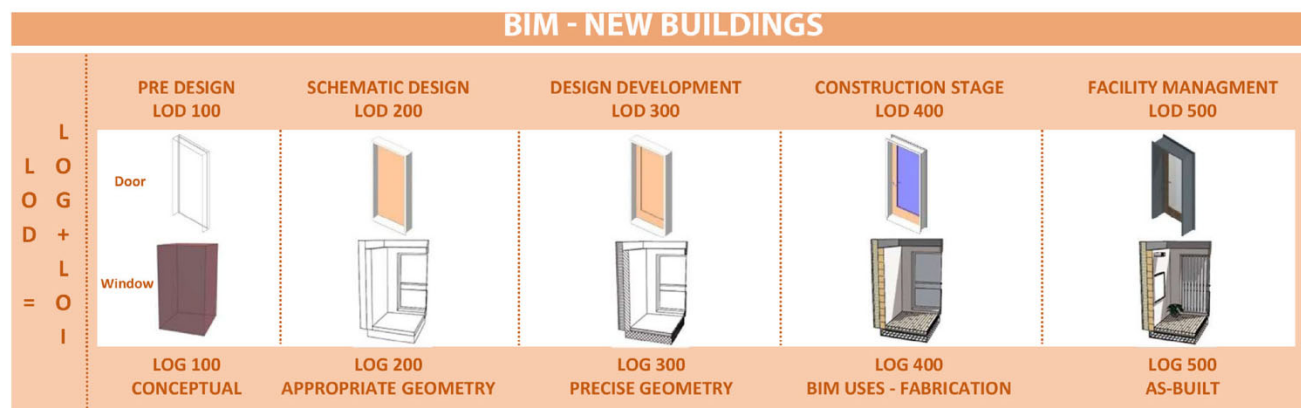 BIM - NEW BUILDINGS
LOD =
LOG+LOI
PRE DESIGN
LOD 100
SCHEMATIC DESIGN
LOD 200
DESIGN DEVELOPMENT
LOD 300
CONSTRUCTION STAGE
LOD 400
FACILITY MANAGMENT
LOD 500
Door
Window
LOG 100
CONCEPTUAL
LOG 200
APPROPRIATE GEOMETRY
LOG 300
PRECISE GEOMETRY
LOG 400
BIM USES - FABRICATION
LOG 500
AS-BUILT